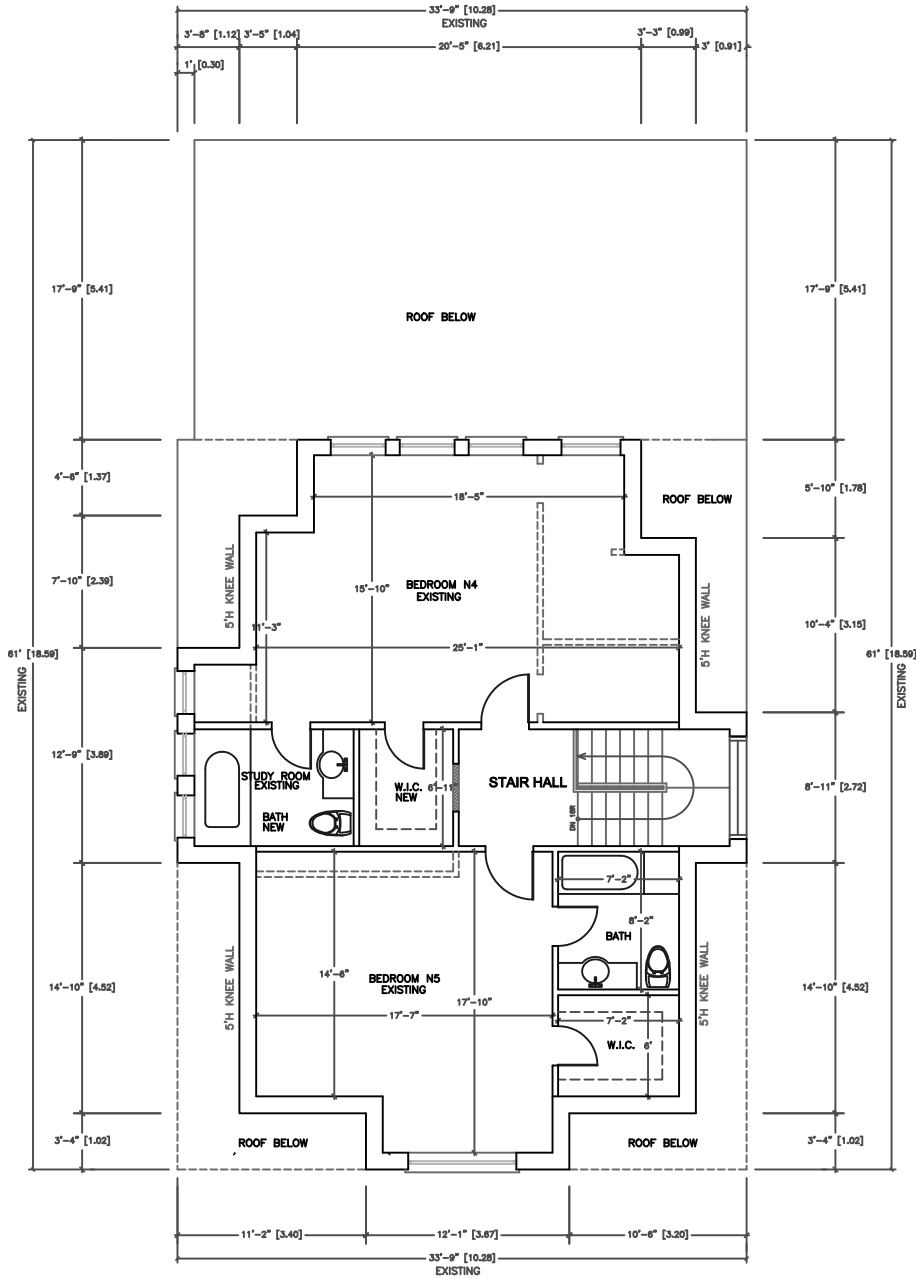 33'-9" [10.28]
EXISTING
3'-8" [1.12] 3'-5" [1.04]
20'-5" [6.21]
3'-3" [0.99]
3' [0.91]
1' [0.30]
17'-9" [5.41]
17'-9" [5.41]
ROOF BELOW
4'-6" [1.37]
18'-5"
ROOF BELOW
5'-10" [1.78]
7'-10" [2.39]
5'H KNEE WALL
15'-10"
BEDROOM N4
EXISTING
5'H KNEE WALL
11'-3"
10'-4" [3.15]
25'-1"
61' [18.59]
EXISTING
61' [18.59]
EXISTING
12'-9" [3.89]
STUDY ROOM
EXISTING
W.I.C.
NEW
6'-11"
STAIR HALL
8'-11" [2.72]
BATH
NEW
DN 18R
7'-2"
8'-2"
BATH
5'H KNEE WALL
14'-6"
BEDROOM N5
EXISTING
5'H KNEE WALL
14'-10" [4.52]
17'-10"
14'-10" [4.52]
17'-7"
7'-2"
W.I.C.
6'
3'-4" [1.02]
ROOF BELOW
ROOF BELOW
3'-4" [1.02]
11'-2" [3.40]
12'-1" [3.67]
10'-6" [3.20]
33'-9" [10.28]
EXISTING